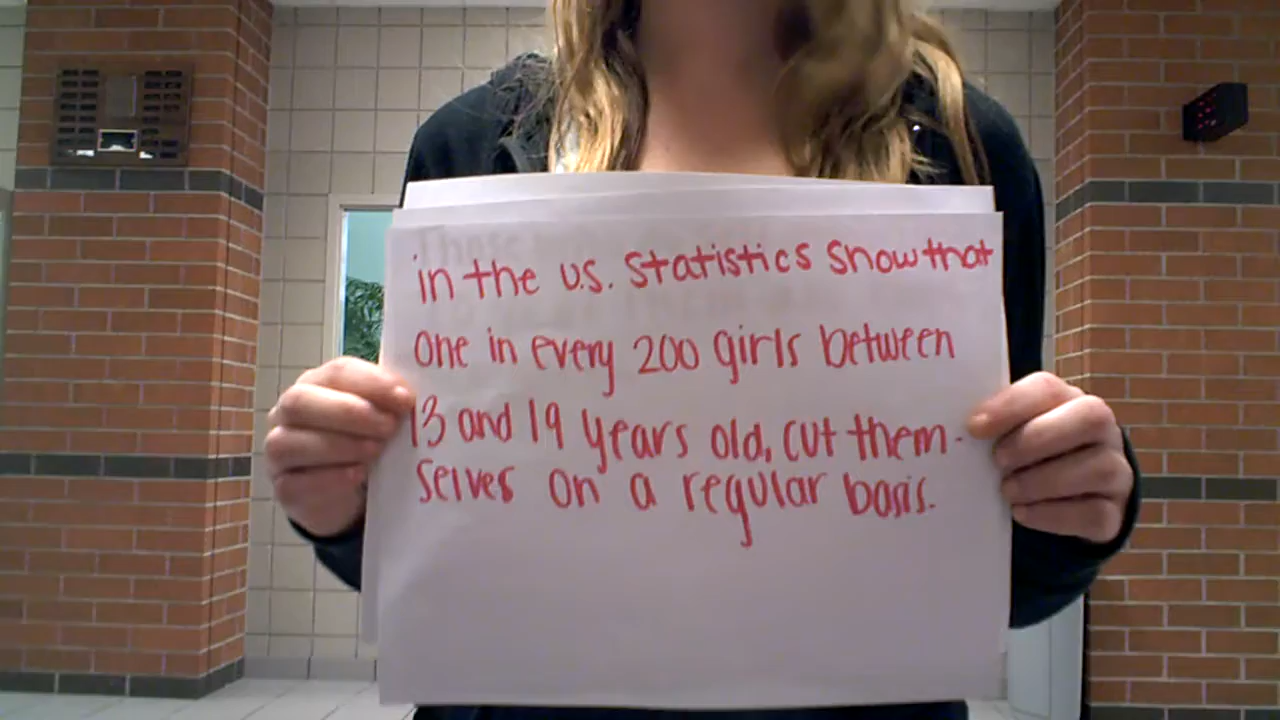 in the U.S. Statistics Show that
one in every 200 girls between
13 and 19 years old, cut them-
selves on a regular basis.